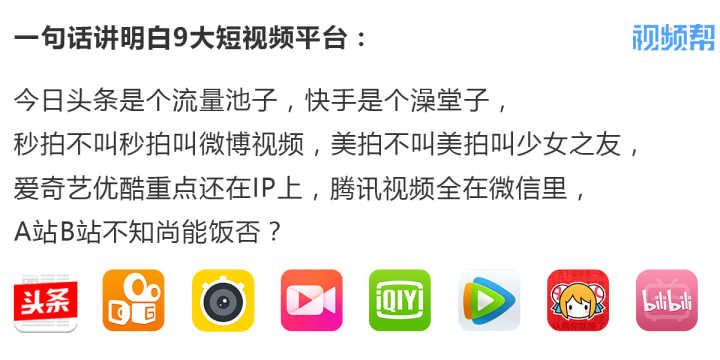 一句话讲明白9大短视频平台：
视频帮
今日头条是个流量池子，快手是个澡堂子，
秒拍不叫秒拍叫微博视频，美拍不叫美拍叫少女之友，
爱奇艺优酷重点还在IP上，腾讯视频全在微信里，
A站B站不知尚能饭否？
头条
iQIYI
bilibili